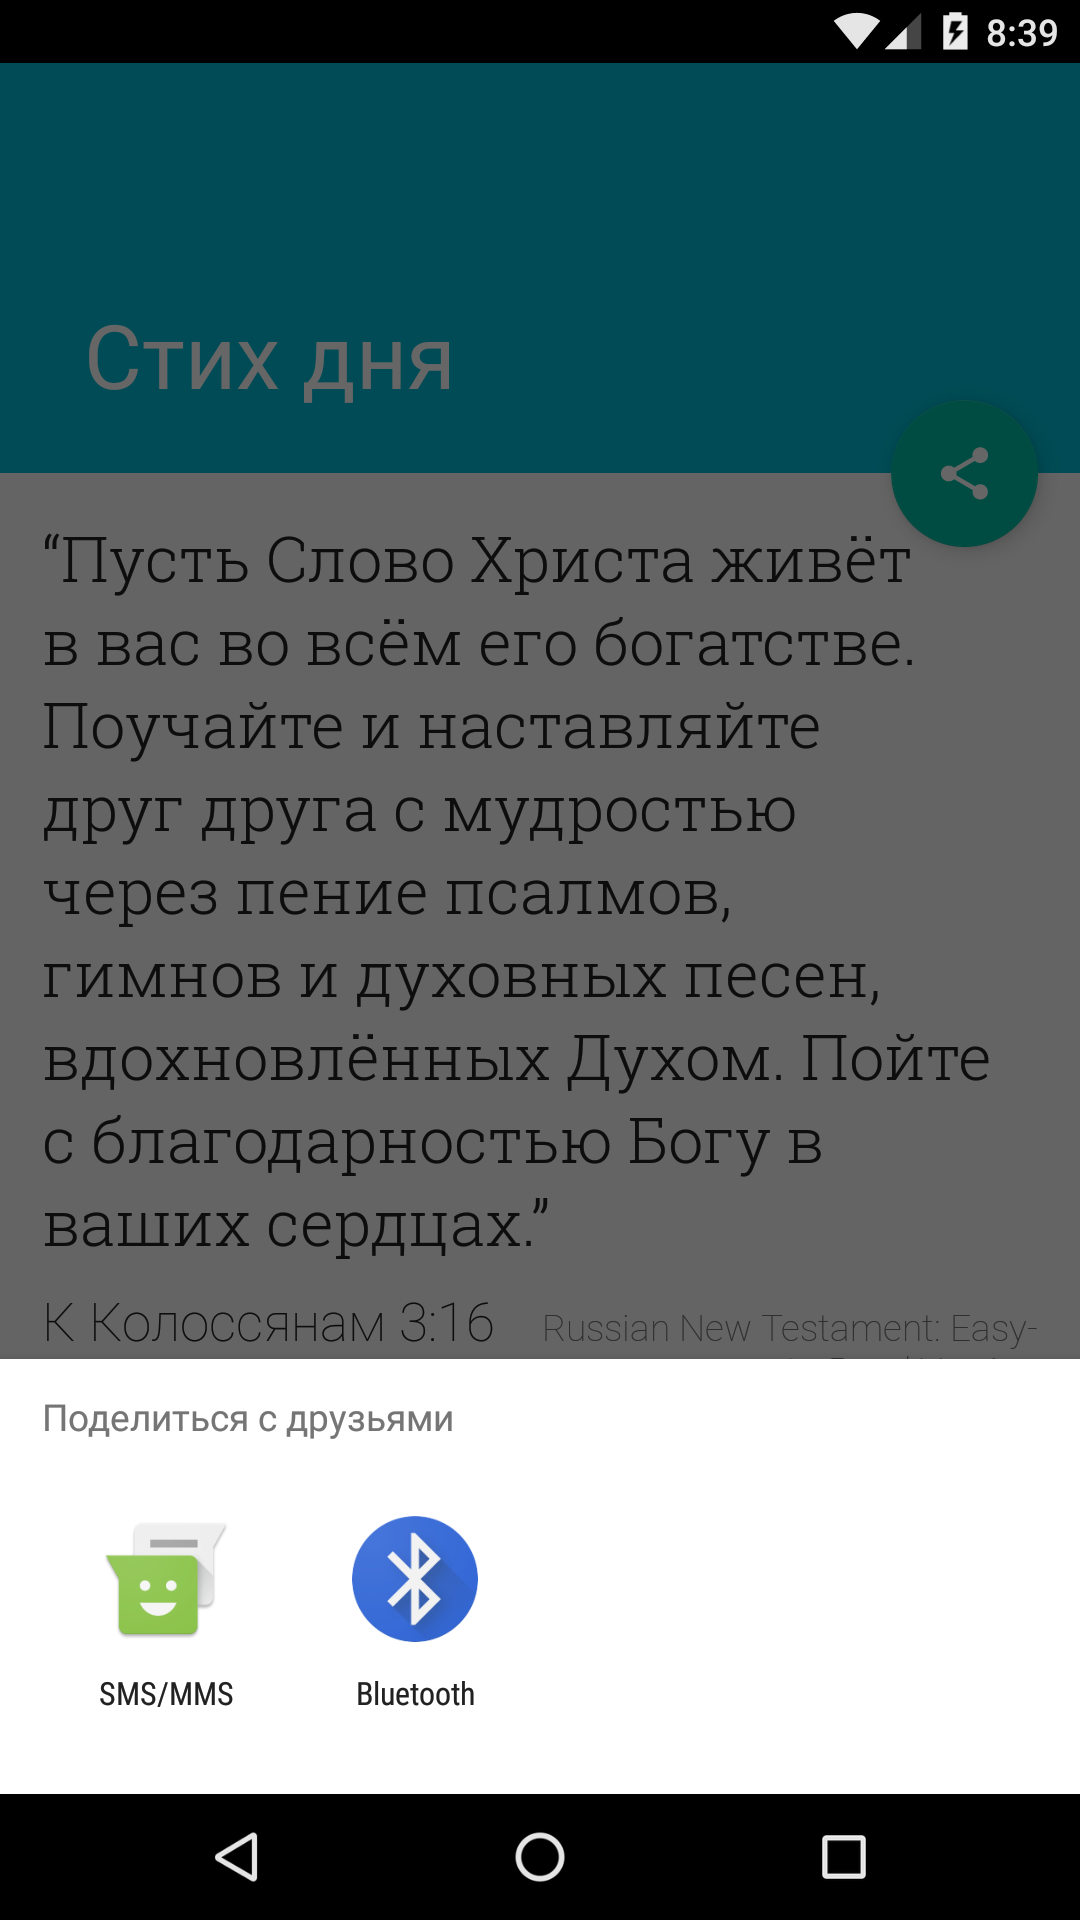 8:39
Стих дня
“Пусть Слово Христа живёт
в вас во всём его богатстве.
Поучайте и наставляйте
друг друга с мудростью
через пение псалмов,
гимнов и духовных песен,
вдохновлённых Духом. Пойте
с благодарностью Богу в
ваших сердцах.”
К Колоссянам 3:16 Russian New Testament: Easy-
Поделиться с друзьями
SMS/MMS Bluetooth